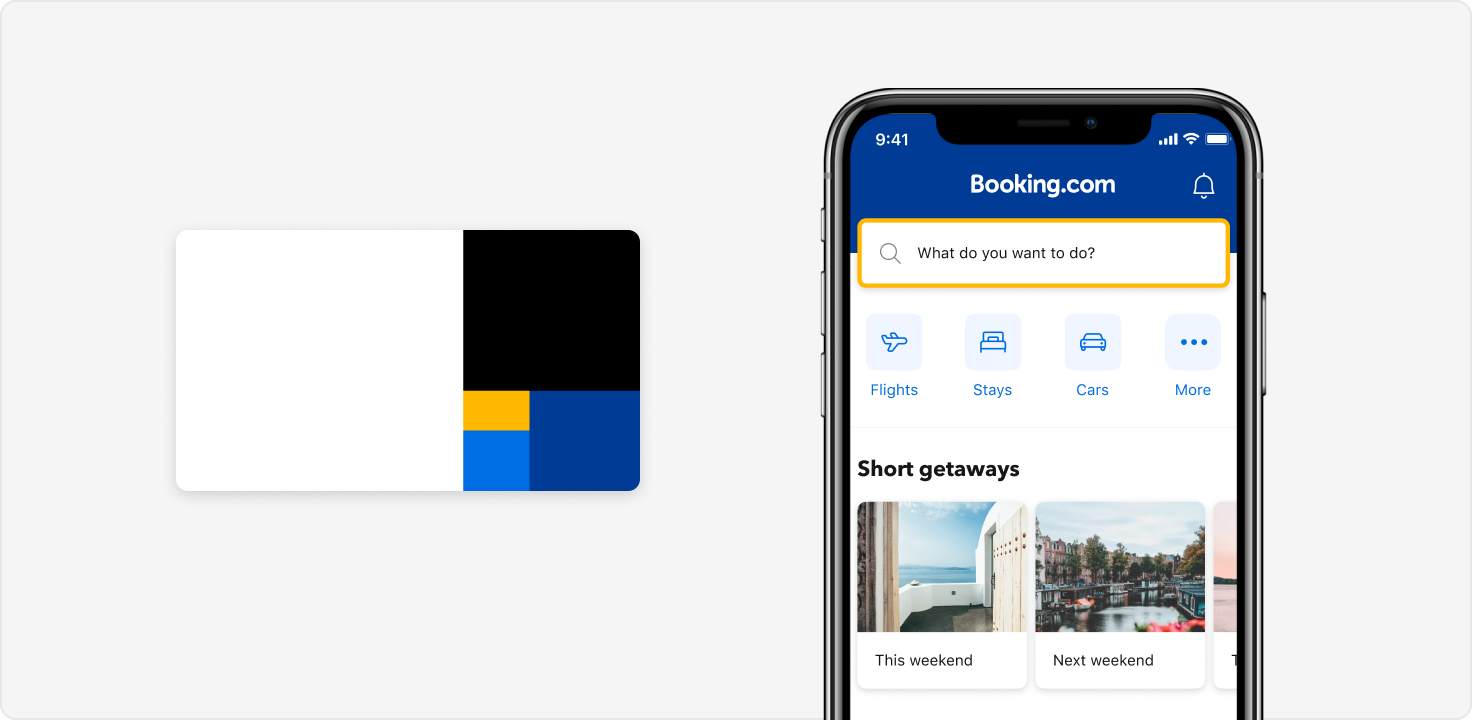 9:41
Booking.com
What do you want to do?
Flights Stays Cars More
Short getaways
This weekend Next weekend